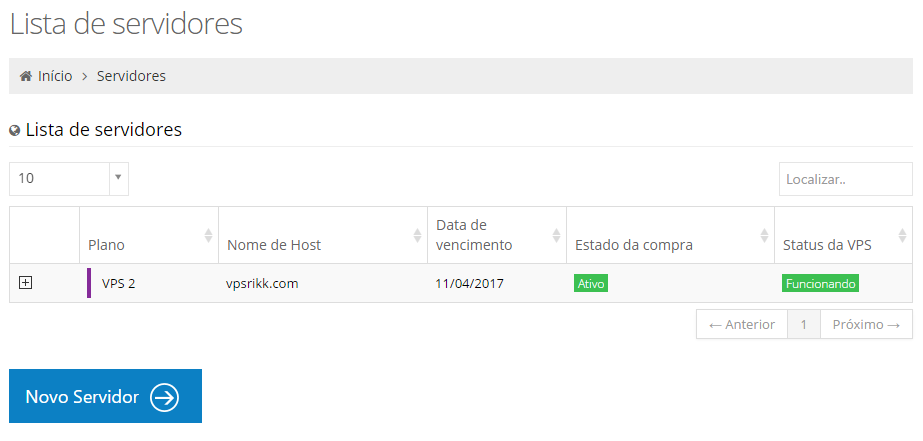 Lista de servidores
Início > Servidores
Lista de servidores
10
Localizar..
Plano Nome de Host Data de vencimento Estado da compra Status da VPS
VPS 2 vpsrikk.com 11/04/2017 Ativo Funcionando
← Anterior 1 Próximo →
Novo Servidor